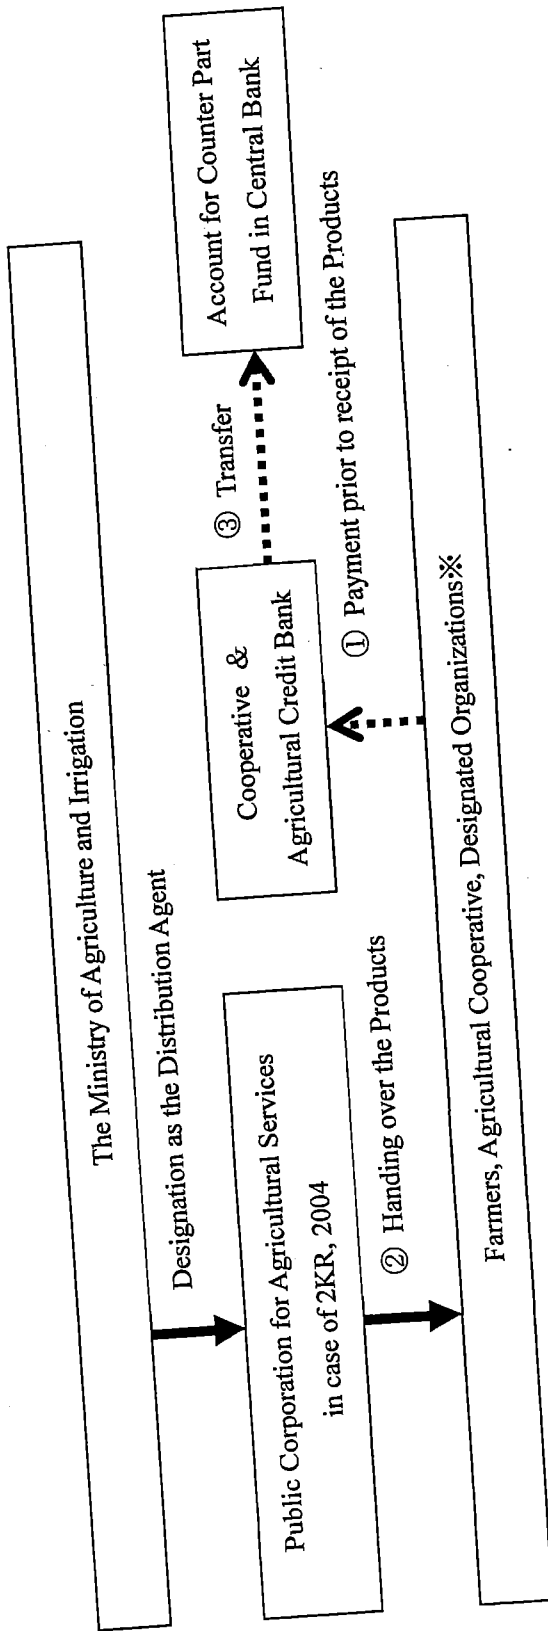 The Ministry of Agriculture and Irrigation
Designation as the Distribution Agent
Public Corporation for Agricultural Services
in case of 2KR, 2004
Cooperative &
Agricultural Credit Bank
③ Transfer
Account for Counter Part
Fund in Central Bank
② Handing over the Products
① Payment prior to receipt of the Products
Farmers, Agricultural Cooperative, Designated Organizations※